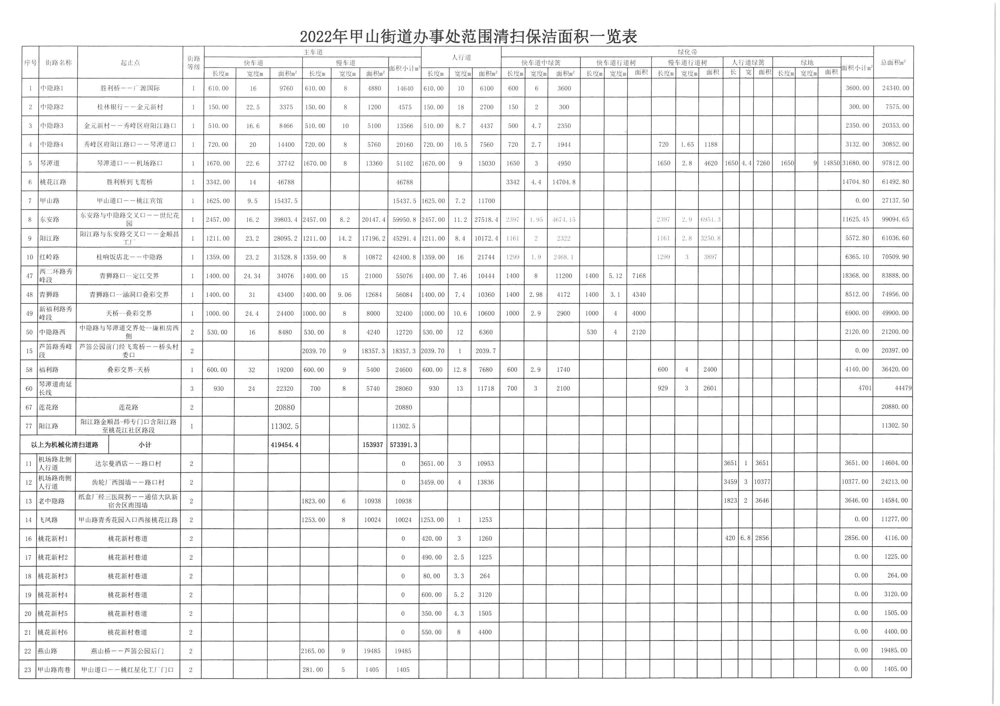 2022年甲山街道办事处范围清扫保洁面积一览表
序号 街路名称 起止点 街路等级 主车道 人行道 绿化带 总面积m²
快车道 慢车道 面积小计m² 快车道中绿篱 快车道行道树 慢车道行道树 人行道绿篱 绿地 面积小计m²
长度m 宽度m 面积m² 长度m 宽度m 面积m² 长度m 宽度m 面积m² 长度m 宽度m 面积m² 长度m 宽度m 面积 长度m 宽度m 面积 长 宽 面积 长度m 宽度m 面积
1 中隐路1 胜利桥——广源国际 1 610.00 16 9760 610.00 8 4880 14640 610.00 10 6100 600 6 3600 3600.00 24340.00
2 中隐路2 桂林银行——金元新村 1 150.00 22.5 3375 150.00 8 1200 4575 150.00 18 2700 150 2 300 300.00 7575.00
3 中隐路3 金元新村——秀峰区府阳江路口 1 510.00 16.6 8466 510.00 10 5100 13566 510.00 8.7 4437 500 4.7 2350 2350.00 20353.00
4 中隐路4 秀峰区府阳江路口——琴潭道口 1 720.00 20 14400 720.00 8 5760 20160 720.00 10.5 7560 720 2.7 1944 720 1.65 1188 3132.00 30852.00
5 琴潭道 琴潭道口——机场路口 1 1670.00 22.6 37742 1670.00 8 13360 51102 1670.00 9 15030 1650 3 4950 1650 2.8 4620 1650 4.4 7260 1650 9 14850 31680.00 97812.00
6 桃花江路 胜利桥到飞鸾桥 1 3342.00 14 46788 46788 3342 4.4 14704.8 14704.80 61492.80
7 甲山路 甲山道口——桃江宾馆 1 1625.00 9.5 15437.5 15437.5 1625.00 7.2 11700 0.00 27137.50
8 东安路 东安路与中隐路交叉口——世纪花园 1 2457.00 16.2 39803.4 2457.00 8.2 20147.4 59950.8 2457.00 11.2 27518.4 2397 1.95 4674.15 2397 2.9 6951.3 11625.45 99094.65
9 阳江路 阳江路与东安路交叉口——金顺昌工厂 1 1211.00 23.2 28095.2 1211.00 14.2 17196.2 45291.4 1211.00 8.4 10172.4 1161 2 2322 1161 2.8 3250.8 5572.80 61036.60
10 红岭路 桂响饭店北——中隐路 1 1359.00 23.2 31528.8 1359.00 8 10872 42400.8 1359.00 16 21744 1299 1.9 2468.1 1299 3 3897 6365.10 70509.90
47 西二环路秀峰段 青狮路口--定江交界 1 1400.00 24.34 34076 1400.00 15 21000 55076 1400.00 7.46 10444 1400 8 11200 1400 5.12 7168 18368.00 83888.00
48 青狮路 青狮路口--涵洞口叠彩交界 1 1400.00 31 43400 1400.00 9.06 12684 56084 1400.00 7.4 10360 1400 2.98 4172 1400 3.1 4340 8512.00 74956.00
49 新福利路秀峰段 天桥--叠彩交界 1 1000.00 24.4 24400 1000.00 8 8000 32400 1000.00 10.6 10600 1000 2.9 2900 1000 4 4000 6900.00 49900.00
50 中隐路西 中隐路与琴潭道交界处--廉租房西侧 2 530.00 16 8480 530.00 8 4240 12720 530.00 12 6360 530 4 2120 2120.00 21200.00
15 芦笛路秀峰段 芦笛公园前门经飞鸾桥——桥头村委口 2 2039.70 9 18357.3 18357.3 2039.70 1 2039.7 0.00 20397.00
58 福利路 叠彩交界-天桥 1 600.00 32 19200 600.00 9 5400 24600 600.00 12.8 7680 600 2.9 1740 600 4 2400 4140.00 36420.00
60 琴潭道南延长线 3 930 24 22320 700 8 5740 28060 930 13 11718 700 3 2100 929 3 2601 4701 44479
67 莲花路 莲花路 2 20880 20880 20880.00
77 阳江路 阳江路金顺昌-师专门口含阳江路至桃花江社区路段 1 11302.5 11302.5 11302.50
以上为机械化清扫道路 小计 419454.4 153937 573391.3
11 机场路北侧人行道 达尔曼酒店——路口村 2 0 3651.00 3 10953 3651 1 3651 3651.00 14604.00
12 机场路南侧人行道 齿轮厂西围墙——路口村 2 0 3459.00 4 13836 3459 3 10377 10377.00 24213.00
13 老中隐路 纸盒厂经三医院拐——通信大队新宿舍区南围墙 2 1823.00 6 10938 10938 1823 2 3646 3646.00 14584.00
14 飞凤路 甲山路青秀花园入口西接桃花江路 2 1253.00 8 10024 10024 1253.00 1 1253 0.00 11277.00
16 桃花新村1 桃花新村巷道 2 0 420.00 3 1260 420 6.8 2856 2856.00 4116.00
17 桃花新村2 桃花新村巷道 2 0 490.00 2.5 1225 0.00 1225.00
18 桃花新村3 桃花新村巷道 2 0 80.00 3.3 264 0.00 264.00
19 桃花新村4 桃花新村巷道 2 0 600.00 5.2 3120 0.00 3120.00
20 桃花新村5 桃花新村巷道 2 0 350.00 4.3 1505 0.00 1505.00
21 桃花新村6 桃花新村巷道 2 0 550.00 8 4400 0.00 4400.00
22 燕山路 燕山桥——芦笛公园后门 2 2165.00 9 19485 19485 0.00 19485.00
23 甲山路南巷 甲山道口——桃红星化工厂门口 2 281.00 5 1405 1405 0.00 1405.00